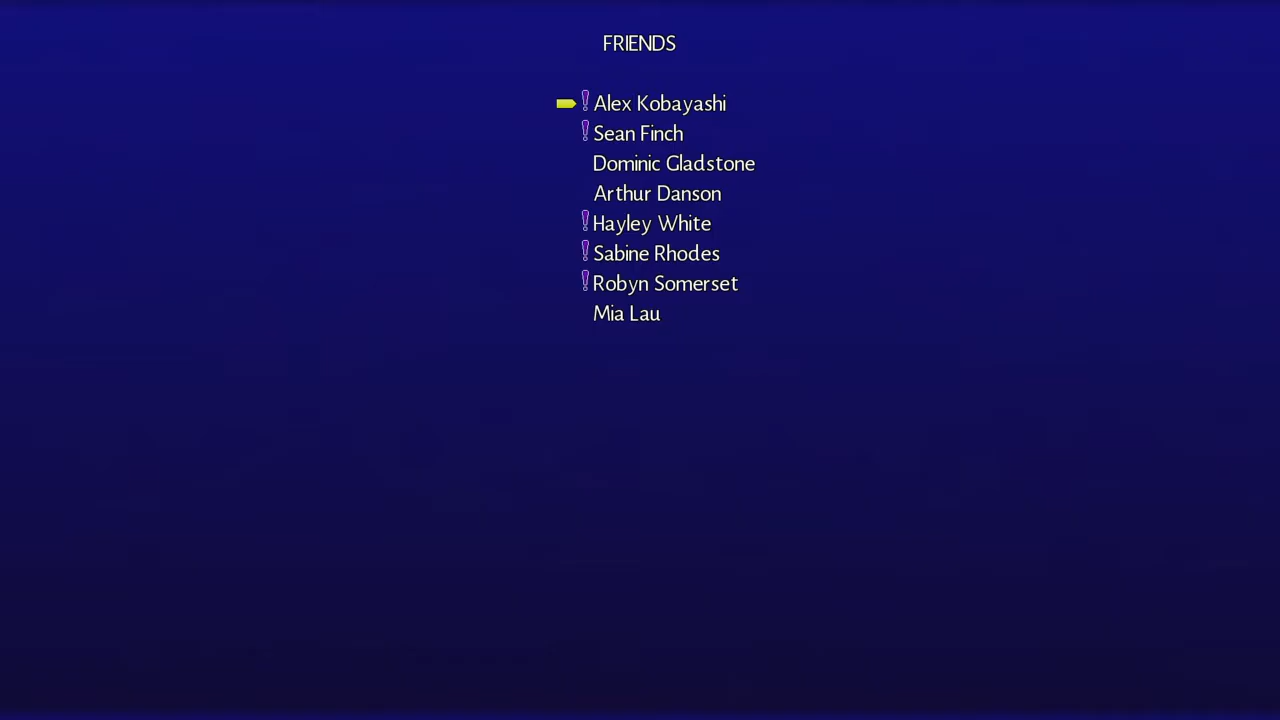 FRIENDS
! Alex Kobayashi
! Sean Finch
Dominic Gladstone
Arthur Danson
! Hayley White
! Sabine Rhodes
! Robyn Somerset
Mia Lau